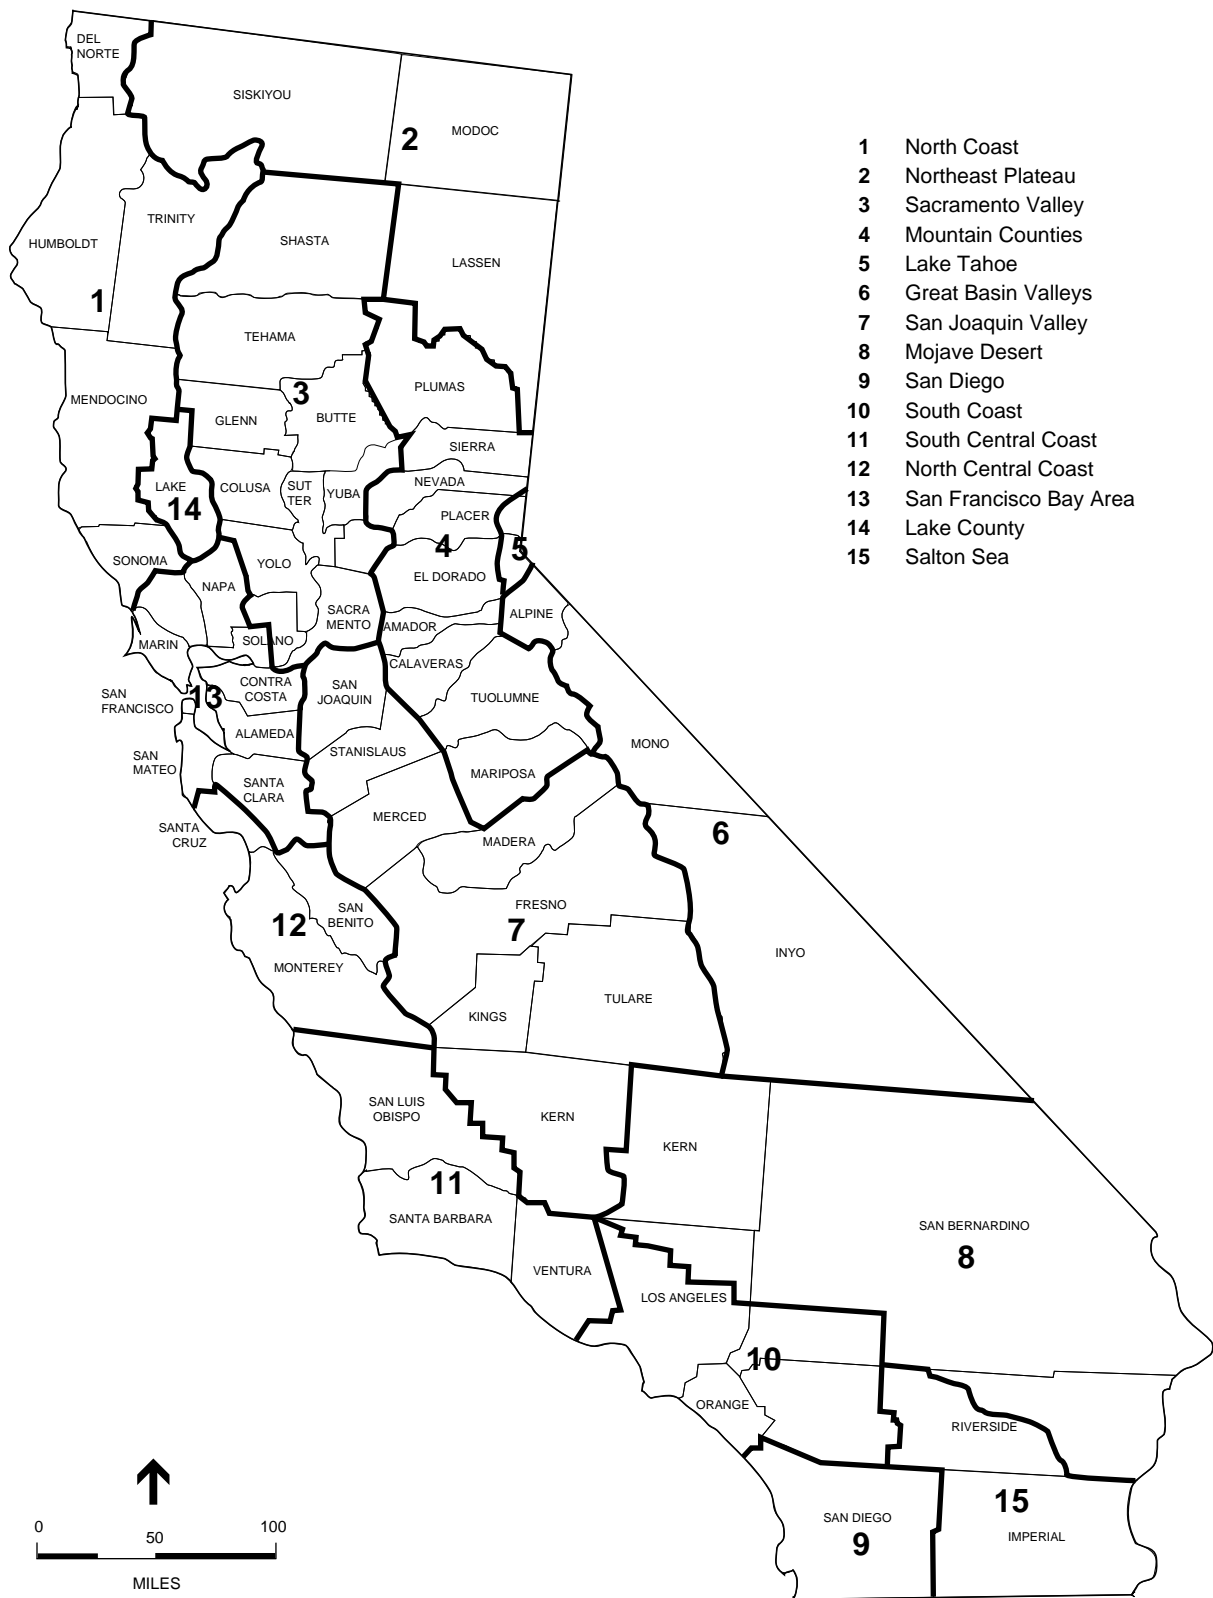 DEL
NORTE
SISKIYOU
MODOC
2
TRINITY
HUMBOLDT
SHASTA
LASSEN
1
TEHAMA
MENDOCINO
3
PLUMAS
GLENN
BUTTE
SIERRA
LAKE
14
COLUSA
SUT
TER
YUBA
NEVADA
PLACER
4
5
SONOMA
NAPA
YOLO
EL DORADO
SACRA
MENTO
ALPINE
AMADOR
MARIN
SOLANO
CALAVERAS
SAN
FRANCISCO
13
CONTRA
COSTA
SAN
JOAQUIN
TUOLUMNE
ALAMEDA
STANISLAUS
MONO
SAN
MATEO
SANTA
CLARA
MARIPOSA
SANTA
CRUZ
MERCED
MADERA
6
SAN
BENITO
FRESNO
12
7
MONTEREY
INYO
KINGS
TULARE
SAN LUIS
OBISPO
KERN
KERN
11
SANTA BARBARA
SAN BERNARDINO
8
VENTURA
LOS ANGELES
10
ORANGE
RIVERSIDE
15
SAN DIEGO
9
IMPERIAL
1 North Coast
2 Northeast Plateau
3 Sacramento Valley
4 Mountain Counties
5 Lake Tahoe
6 Great Basin Valleys
7 San Joaquin Valley
8 Mojave Desert
9 San Diego
10 South Coast
11 South Central Coast
12 North Central Coast
13 San Francisco Bay Area
14 Lake County
15 Salton Sea
0 50 100
MILES